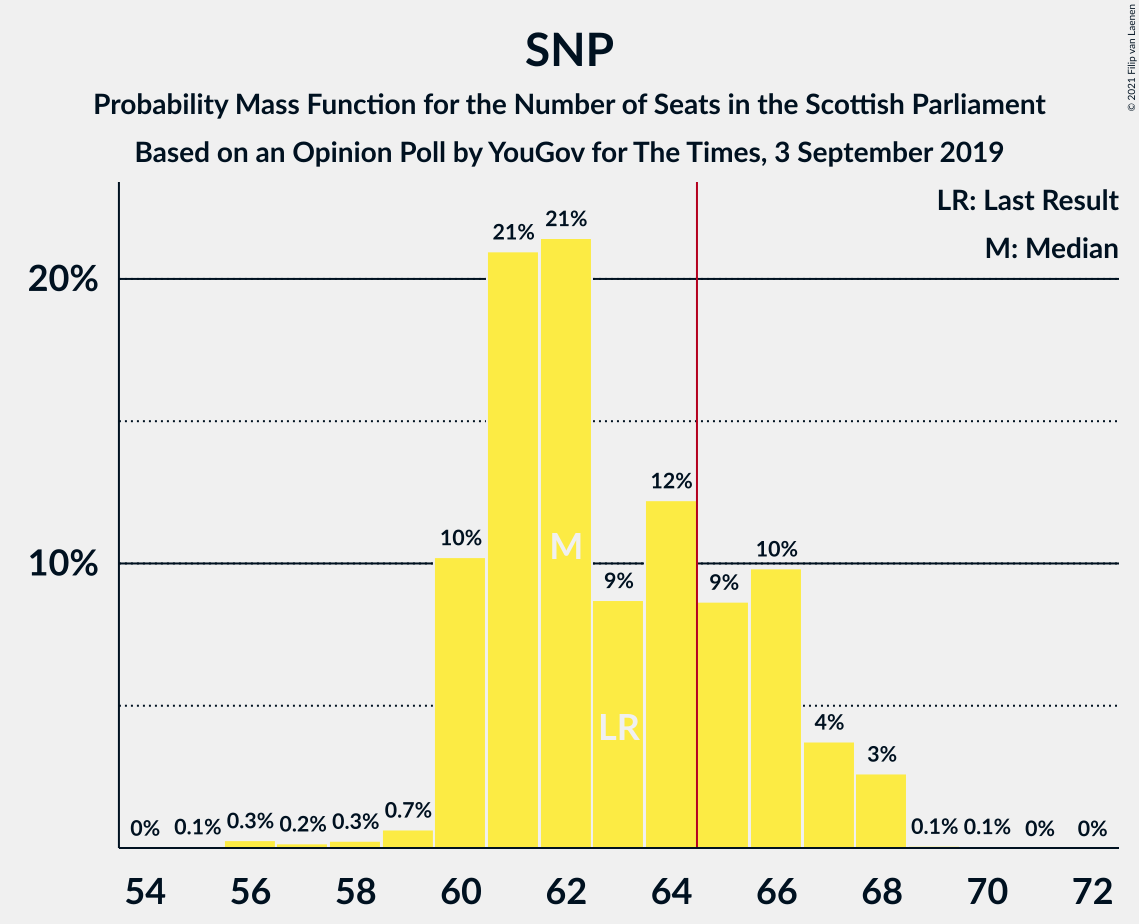 SNP
Probability Mass Function for the Number of Seats in the Scottish Parliament
Based on an Opinion Poll by YouGov for The Times, 3 September 2019
© 2021 Filip van Laenen
LR: Last Result
M: Median
20%
10%
0%
0.1%
0.3%
0.2%
0.3%
0.7%
10%
21%
21%
9%
12%
9%
10%
4%
3%
0.1%
0.1%
0%
0%
M
LR
54 56 58 60 62 64 66 68 70 72